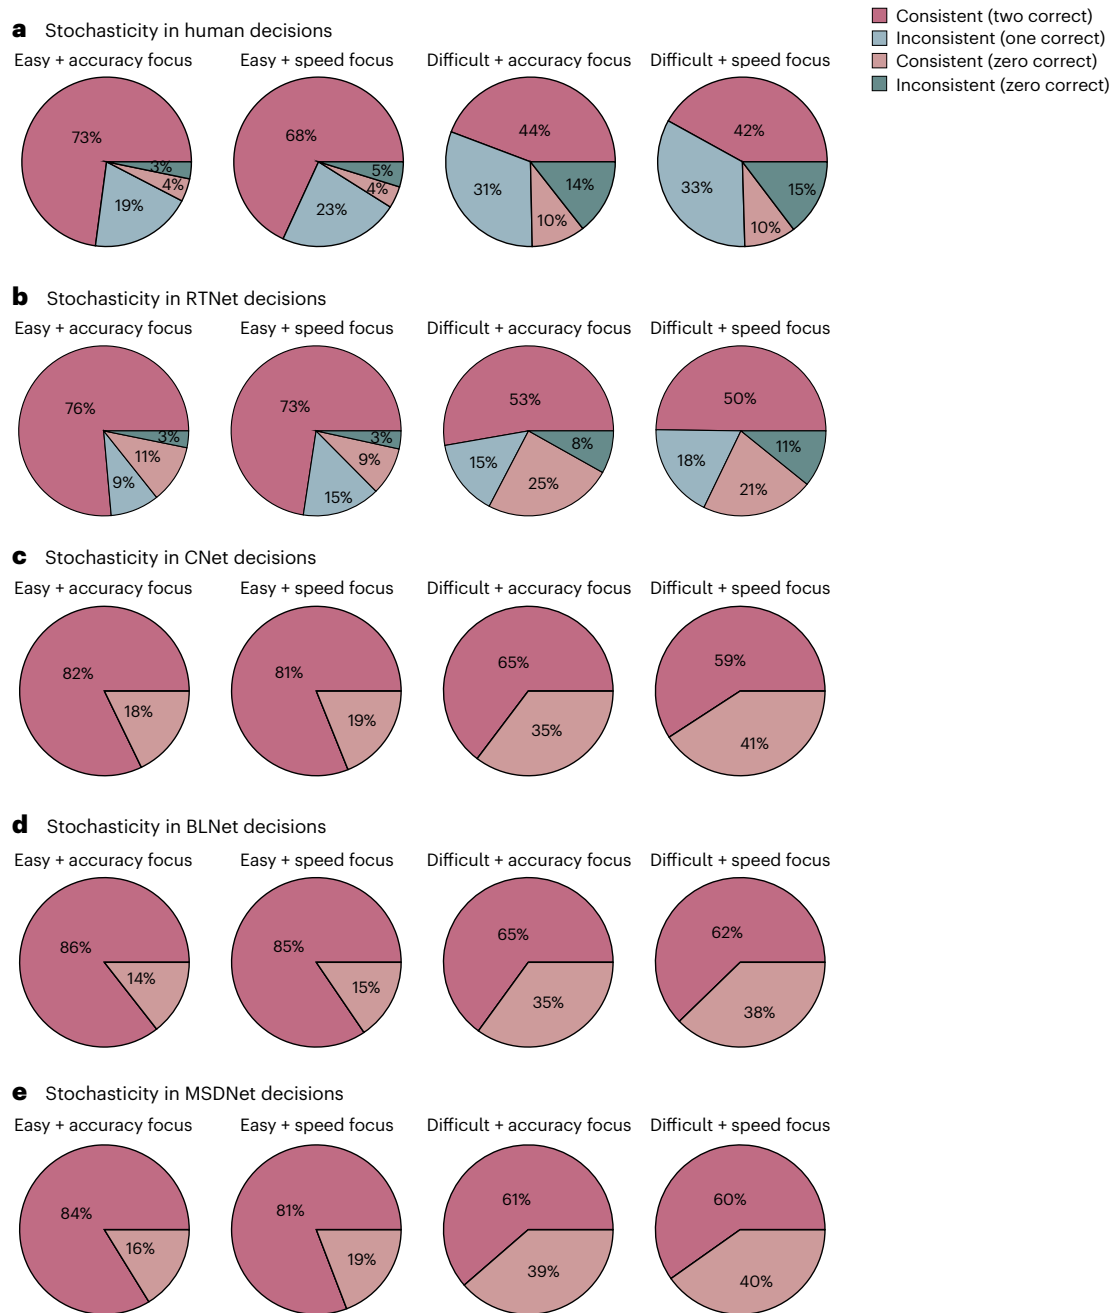 Consistent (two correct)
Inconsistent (one correct)
Consistent (zero correct)
Inconsistent (zero correct)
a Stochasticity in human decisions
Easy + accuracy focus Easy + speed focus Difficult + accuracy focus Difficult + speed focus
73% 19% 4% 3%
68% 23% 4% 5%
44% 31% 10% 14%
42% 33% 10% 15%
b Stochasticity in RTNet decisions
Easy + accuracy focus Easy + speed focus Difficult + accuracy focus Difficult + speed focus
76% 9% 11% 3%
73% 15% 9% 3%
53% 15% 25% 8%
50% 18% 21% 11%
c Stochasticity in CNet decisions
Easy + accuracy focus Easy + speed focus Difficult + accuracy focus Difficult + speed focus
82% 18%
81% 19%
65% 35%
59% 41%
d Stochasticity in BLNet decisions
Easy + accuracy focus Easy + speed focus Difficult + accuracy focus Difficult + speed focus
86% 14%
85% 15%
65% 35%
62% 38%
e Stochasticity in MSDNet decisions
Easy + accuracy focus Easy + speed focus Difficult + accuracy focus Difficult + speed focus
84% 16%
81% 19%
61% 39%
60% 40%